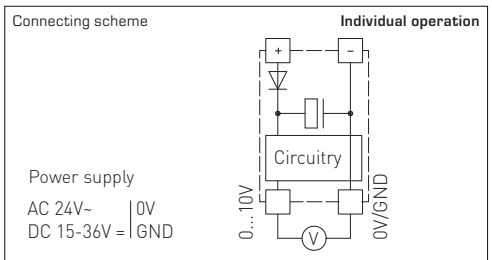 Connecting scheme
Individual operation
+
−
Circuitry
Power supply
AC 24V~ 0V
DC 15-36V = GND
0...10V
0V/GND
V